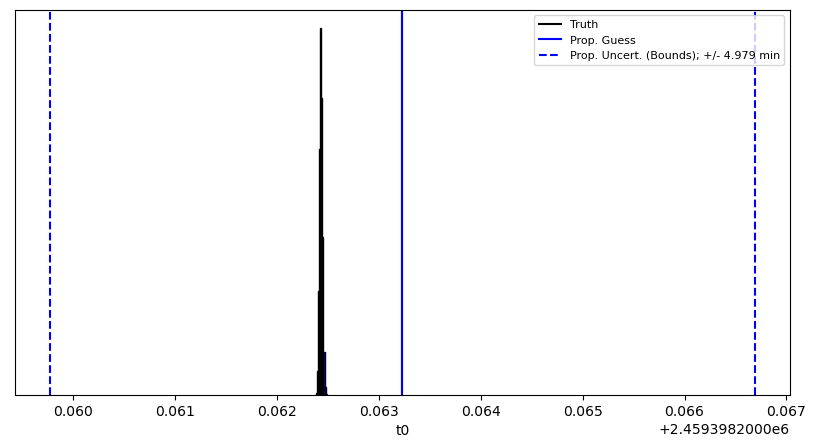 Truth
Prop. Guess
Prop. Uncert. (Bounds); +/- 4.979 min
0.060 0.061 0.062 0.063 0.064 0.065 0.066 0.067
t0
+2.4593982000e6